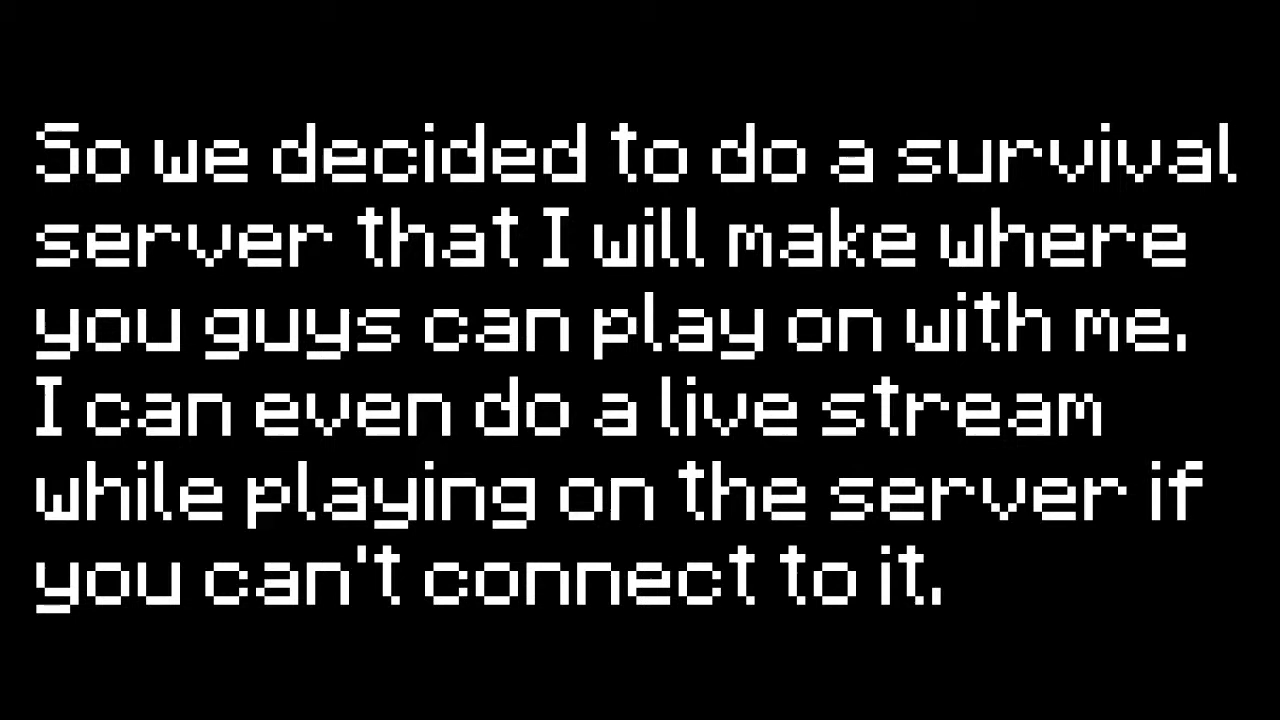 So we decided to do a survival
server that I will make where
you guys can play on with me.
I can even do a live stream
while playing on the server if
you can't connect to it.